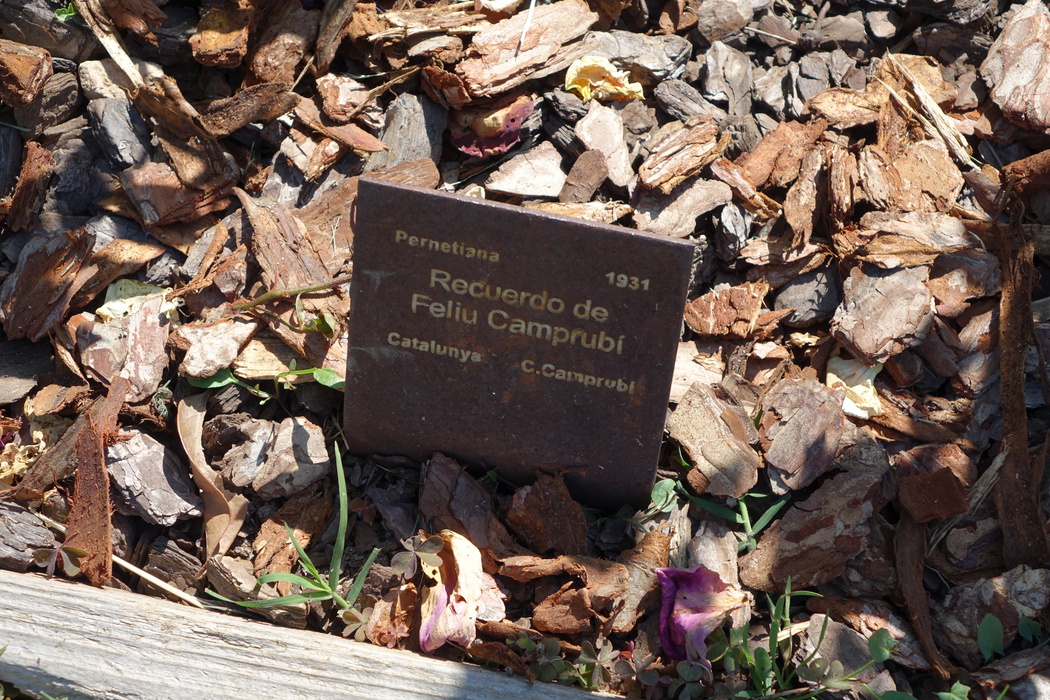 Pernetiana 1931
Recuerdo de
Feliu Camprubí
Catalunya C.Camprubí